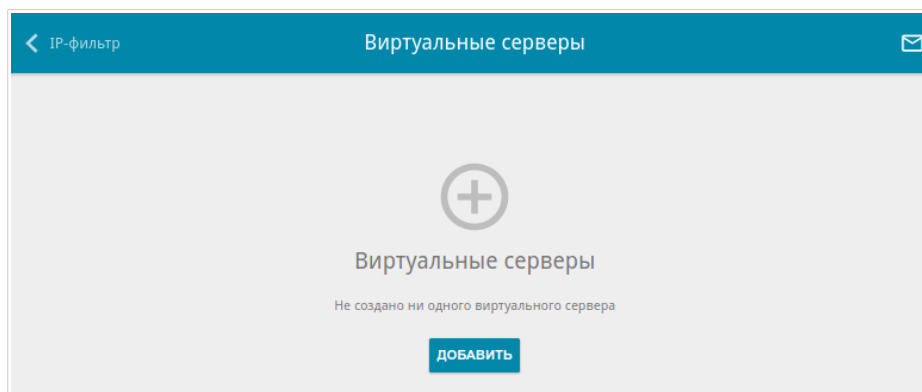 IP-фильтр
Виртуальные серверы
Виртуальные серверы
Не создано ни одного виртуального сервера
ДОБАВИТЬ